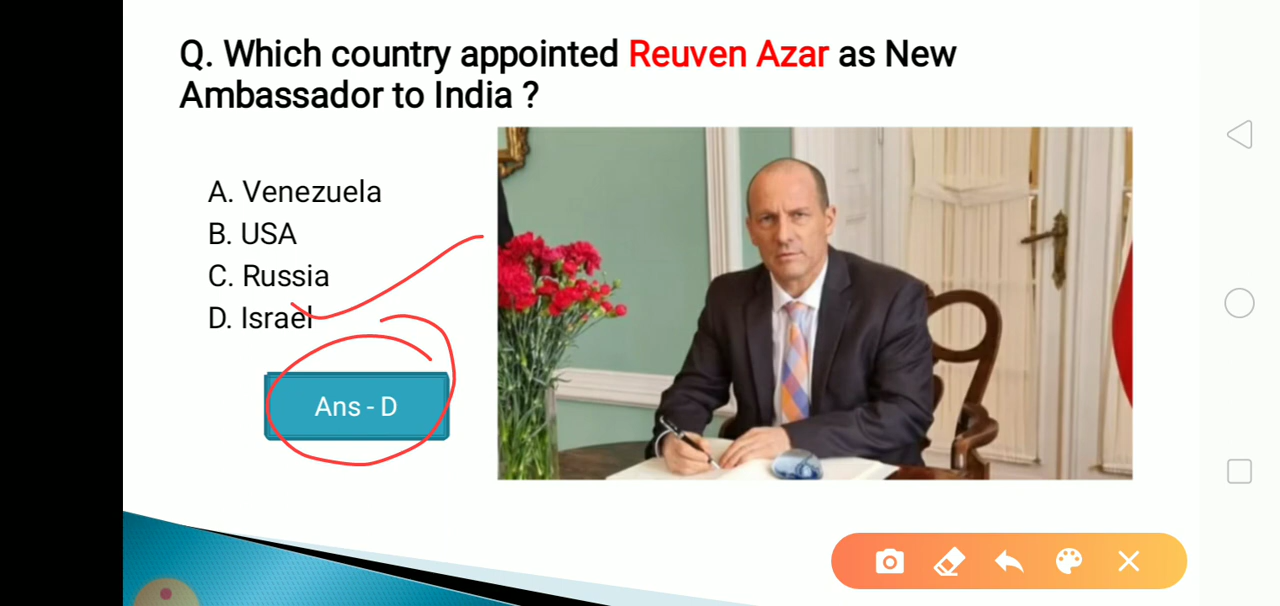 Q. Which country appointed Reuven Azar as New
Ambassador to India ?
A. Venezuela
B. USA
C. Russia
D. Israel
Ans - D